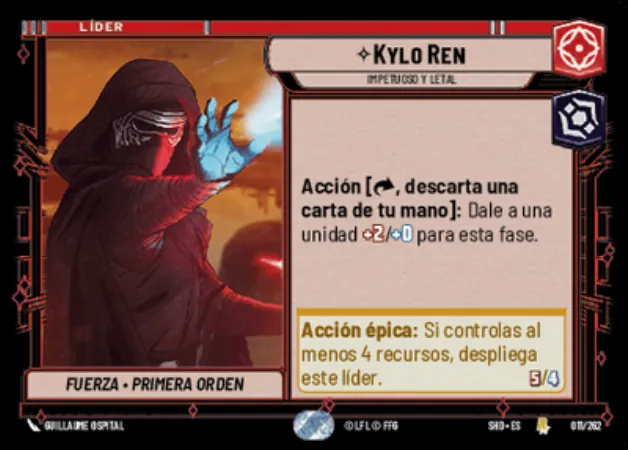 LÍDER
KYLO REN
IMPETUOSO Y LETAL
Acción [, descarta una
carta de tu mano]: Dale a una
unidad +2/+0 para esta fase.
Acción épica: Si controlas al
menos 4 recursos, despliega
este líder.
5/4
FUERZA • PRIMERA ORDEN
GUILLAUME OSPITAL
© LFL © FFG
SHD • ES
011/262